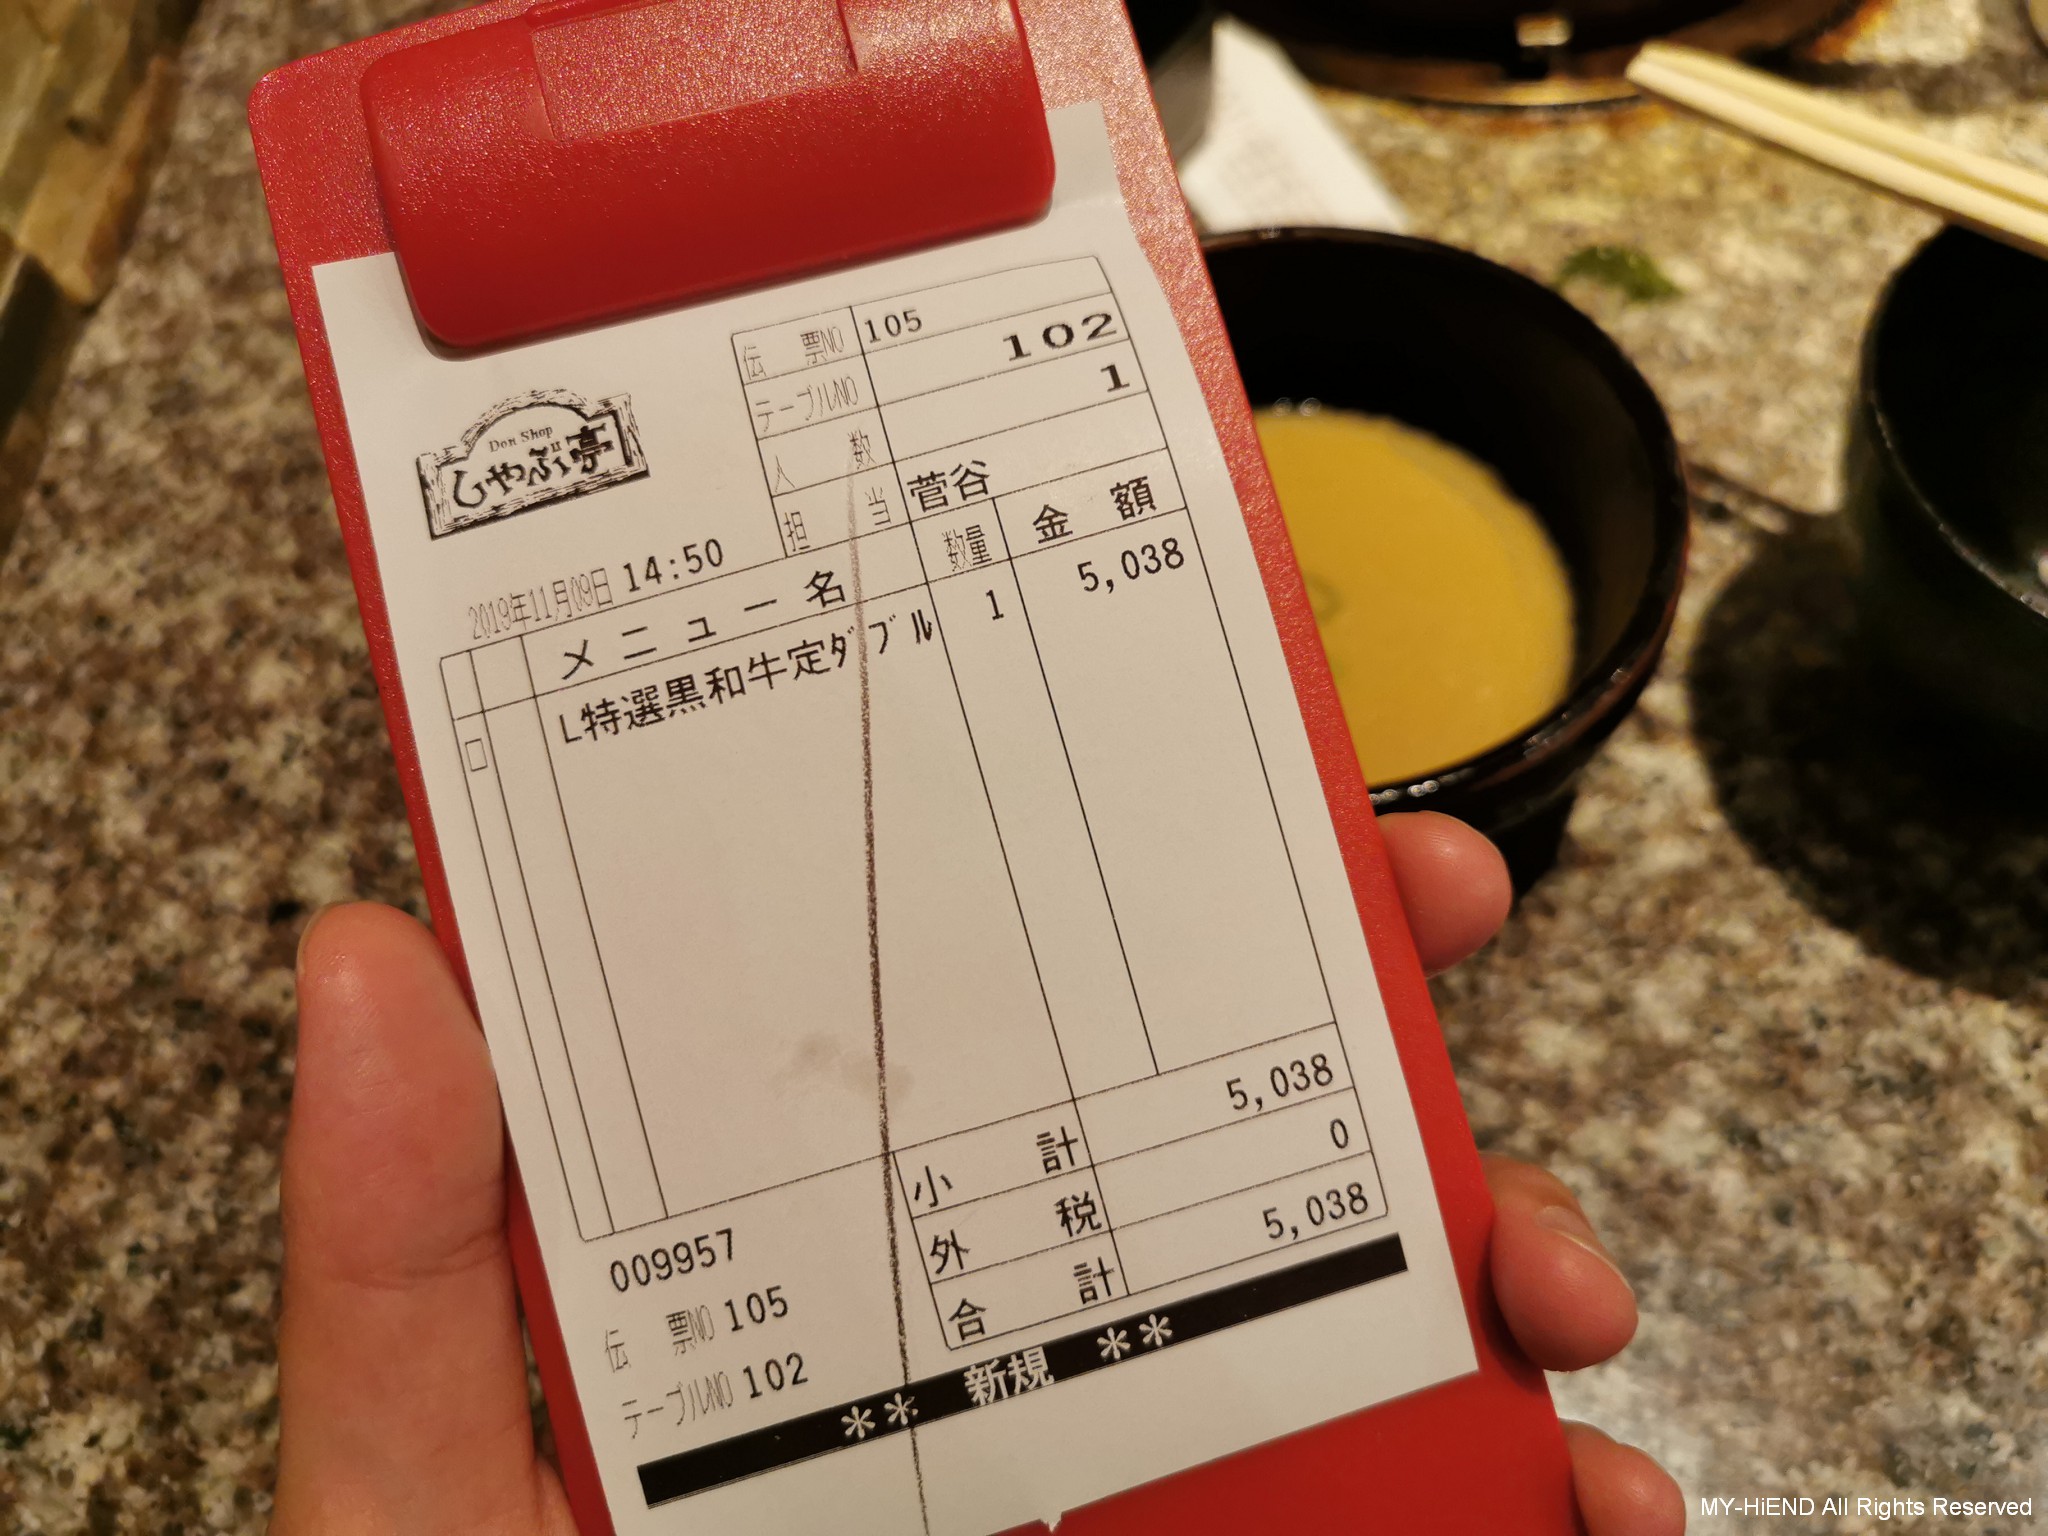 伝票NO 105
テーブルNO 102
人数 1
担当 菅谷
Don Shop
しゃぶ亭
2019年11月09日 14:50
メニュー名 数量 金額
□ L特選黒和牛定ダブル 1 5,038
小計 5,038
外税 0
合計 5,038
009957
伝票NO 105
テーブルNO 102
** 新規 **
MY-HiEND All Rights Reserved